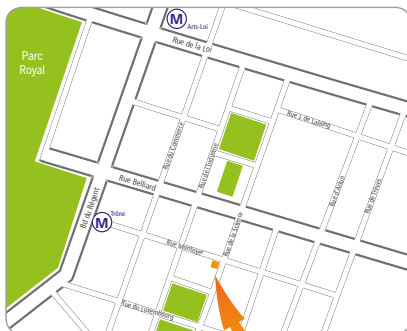 M
Arts-Loi
Rue de la Loi
Parc
Royal
Rue J. de Lalaing
Rue du Commerce
Rue de l'Industrie
Rue Belliard
Rue d'Arlon
Rue de Trèves
Bd du Régent
M
Trône
Rue de la Science
Rue Montoyer
Rue du Luxembourg